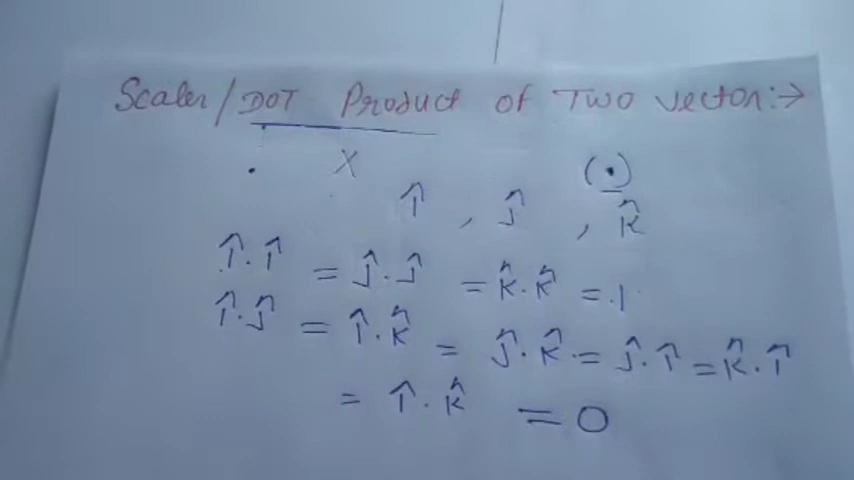 Scaler/DOT Product of Two vector:→
. X (•)
î , ĵ , k̂
î.î = ĵ.ĵ = k̂.k̂ = 1
î.ĵ = î.k̂ = ĵ.k̂ = ĵ.î = k̂.î
= î.k̂ = 0